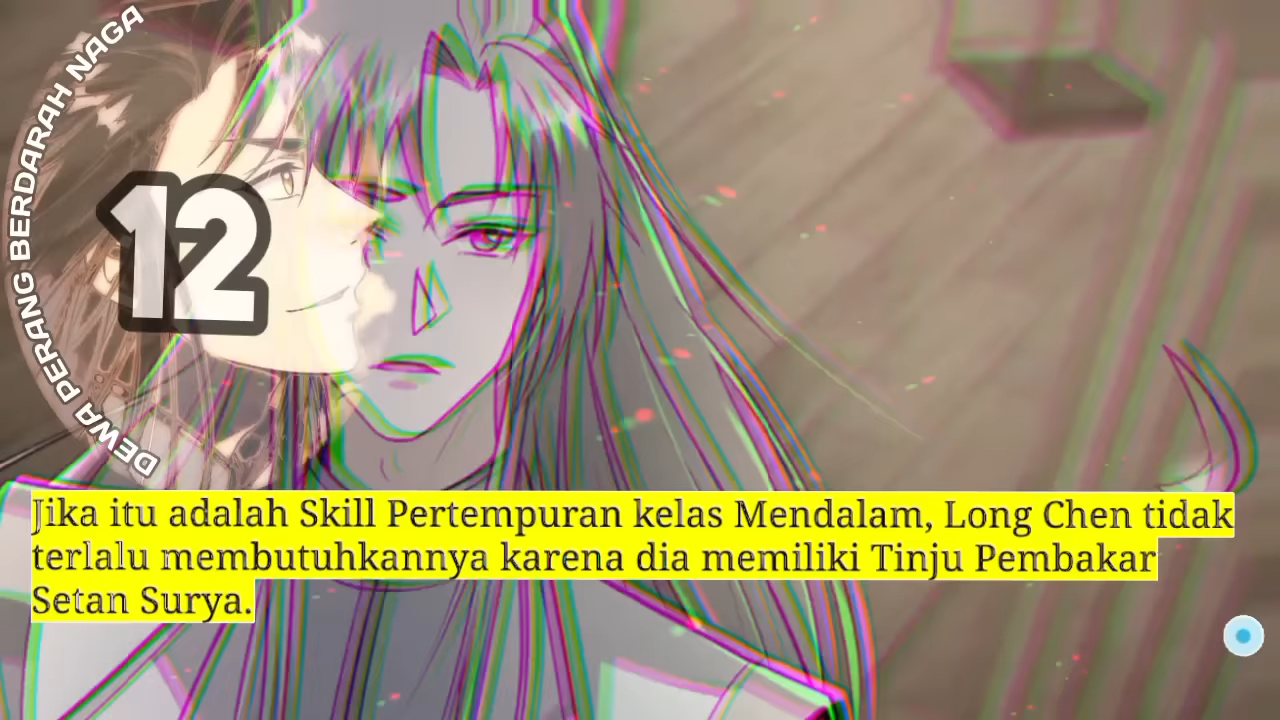 DEWA PERANG BERDARAH NAGA
12
Jika itu adalah Skill Pertempuran kelas Mendalam, Long Chen tidak
terlalu membutuhkannya karena dia memiliki Tinju Pembakar
Setan Surya.